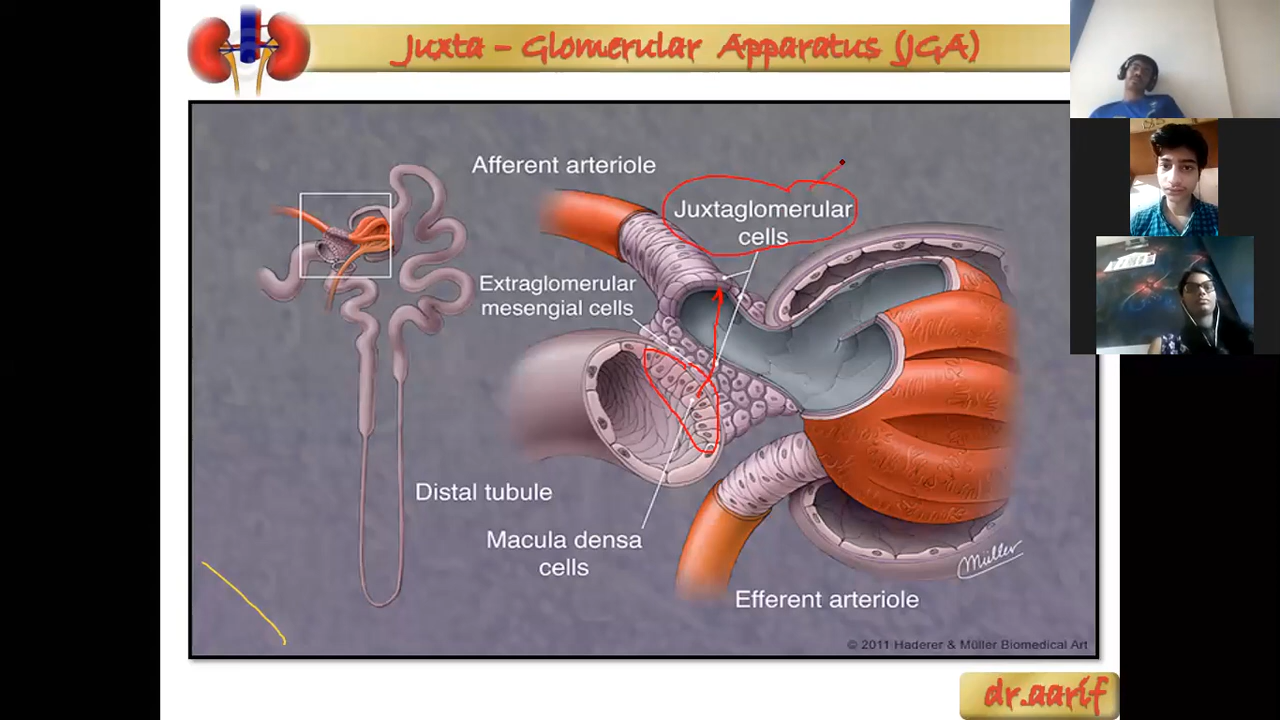 Juxta – Glomerular Apparatus (JGA)
Afferent arteriole
Juxtaglomerular
cells
Extraglomerular
mesengial cells
Distal tubule
Macula densa
cells
Efferent arteriole
Müller
© 2011 Haderer & Müller Biomedical Art
dr.aarif